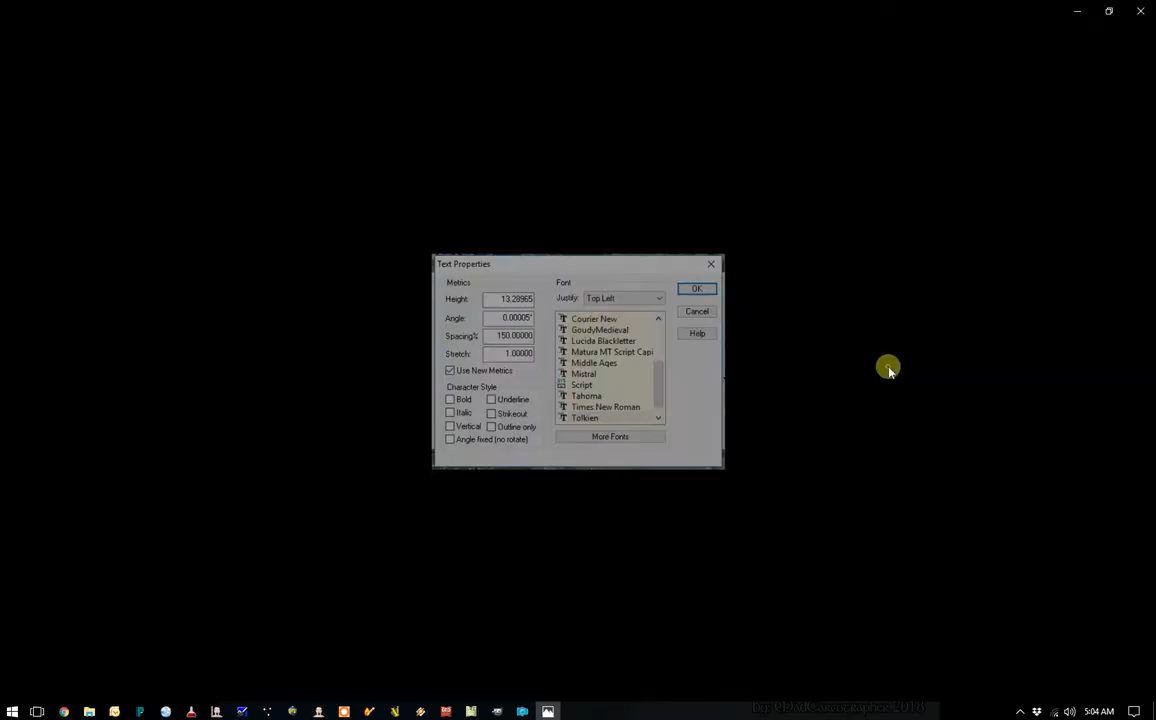 Text Properties
Metrics
Height: 13.28965
Angle: 0.00005°
Spacing% 150.00000
Stretch: 1.00000
Use New Metrics
Character Style
Bold Underline
Italic Strikeout
Vertical Outline only
Angle fixed (no rotate)
Font
Justify: Top Left
Courier New
GoudyMedieval
Lucida Blackletter
Matura MT Script Capi
Middle Ages
Mistral
Script
Tahoma
Times New Roman
Tolkien
More Fonts
OK
Cancel
Help
5:04 AM